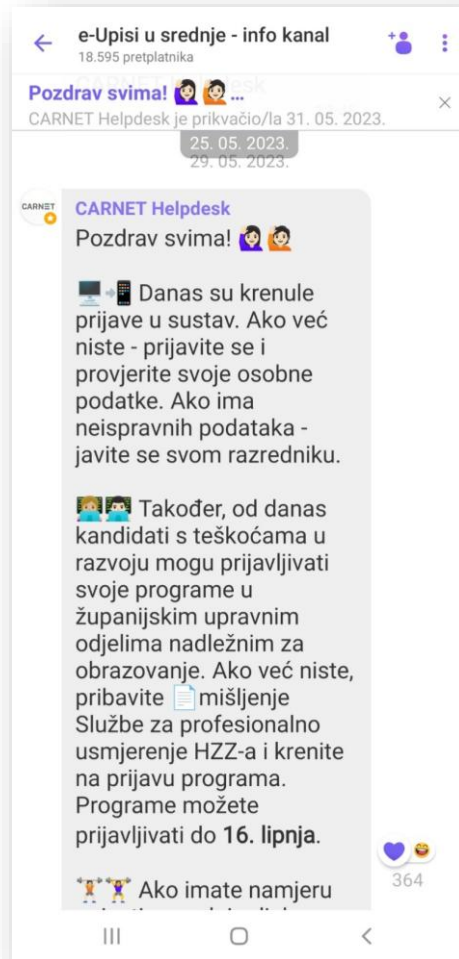 e-Upisi u srednje - info kanal
18.595 pretplatnika
Pozdrav svima! 🙋🏻‍♀️ 🙋🏻 ...
CARNET Helpdesk je prikvačio/la 31. 05. 2023.
25. 05. 2023.
29. 05. 2023.
CARNET
CARNET Helpdesk
Pozdrav svima! 🙋🏻‍♀️ 🙋🏻
🖥️📲 Danas su krenule
prijave u sustav. Ako već
niste - prijavite se i
provjerite svoje osobne
podatke. Ako ima
neispravnih podataka -
javite se svom razredniku.
👩🏼‍💻👨🏻‍💻 Također, od danas
kandidati s teškoćama u
razvoju mogu prijavljivati
svoje programe u
županijskim upravnim
odjelima nadležnim za
obrazovanje. Ako već niste,
pribavite 📄mišljenje
Službe za profesionalno
usmjerenje HZZ-a i krenite
na prijavu programa.
Programe možete
prijavljivati do 16. lipnja.
🏋🏻🏋🏻‍♀️ Ako imate namjeru
364